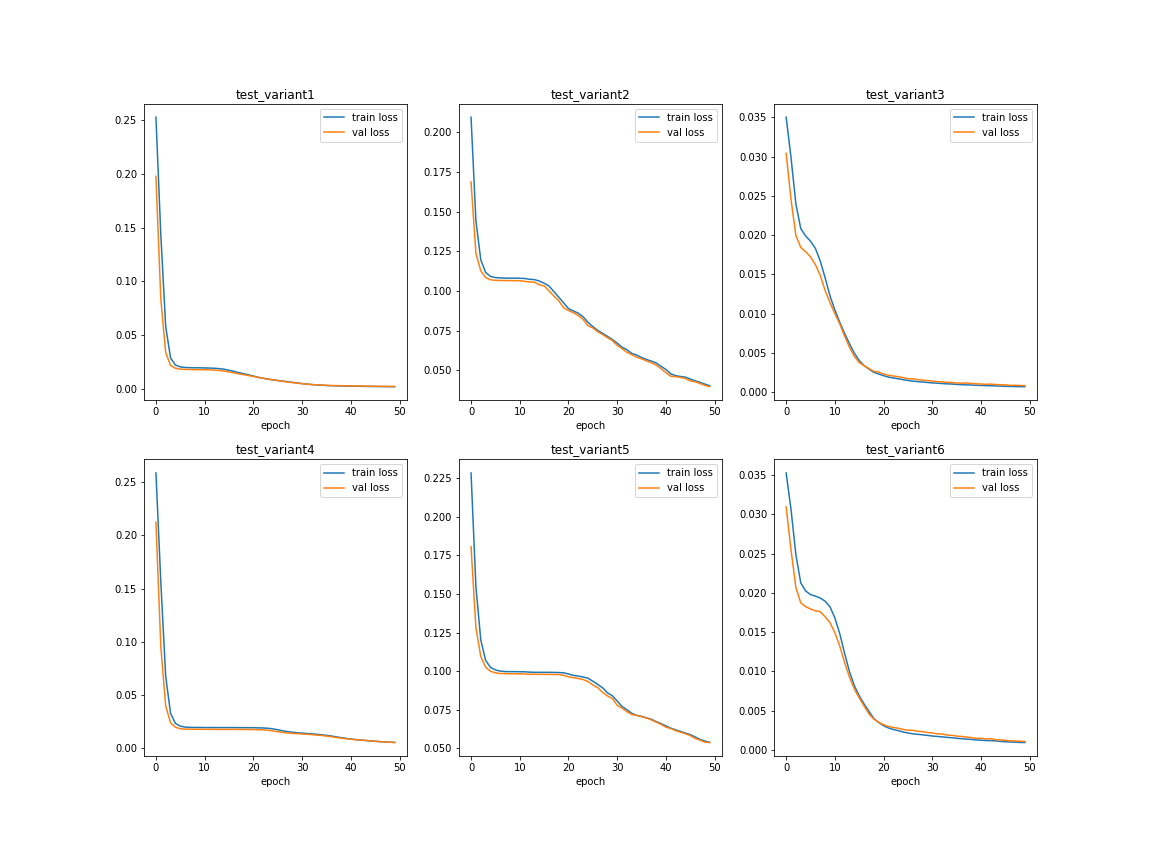 test_variant1
train loss
val loss
0.25
0.20
0.15
0.10
0.05
0.00
0 10 20 30 40 50
epoch
test_variant2
train loss
val loss
0.200
0.175
0.150
0.125
0.100
0.075
0.050
0 10 20 30 40 50
epoch
test_variant3
train loss
val loss
0.035
0.030
0.025
0.020
0.015
0.010
0.005
0.000
0 10 20 30 40 50
epoch
test_variant4
train loss
val loss
0.25
0.20
0.15
0.10
0.05
0.00
0 10 20 30 40 50
epoch
test_variant5
train loss
val loss
0.225
0.200
0.175
0.150
0.125
0.100
0.075
0.050
0 10 20 30 40 50
epoch
test_variant6
train loss
val loss
0.035
0.030
0.025
0.020
0.015
0.010
0.005
0.000
0 10 20 30 40 50
epoch